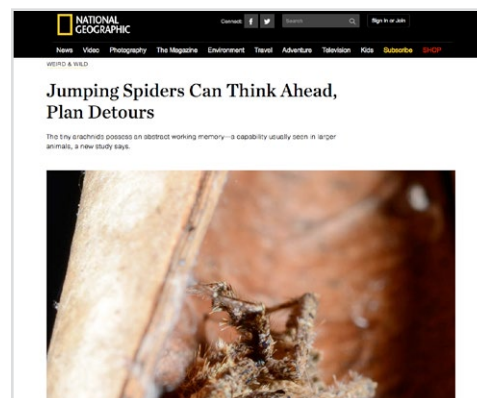 NATIONAL
GEOGRAPHIC
Connect: f
Search
Sign In or Join
News Video Photography The Magazine Environment Travel Adventure Television Kids Subscribe SHOP
WEIRD & WILD
Jumping Spiders Can Think Ahead,
Plan Detours
The tiny arachnids possess an abstract working memory—a capability usually seen in larger
animals, a new study says.